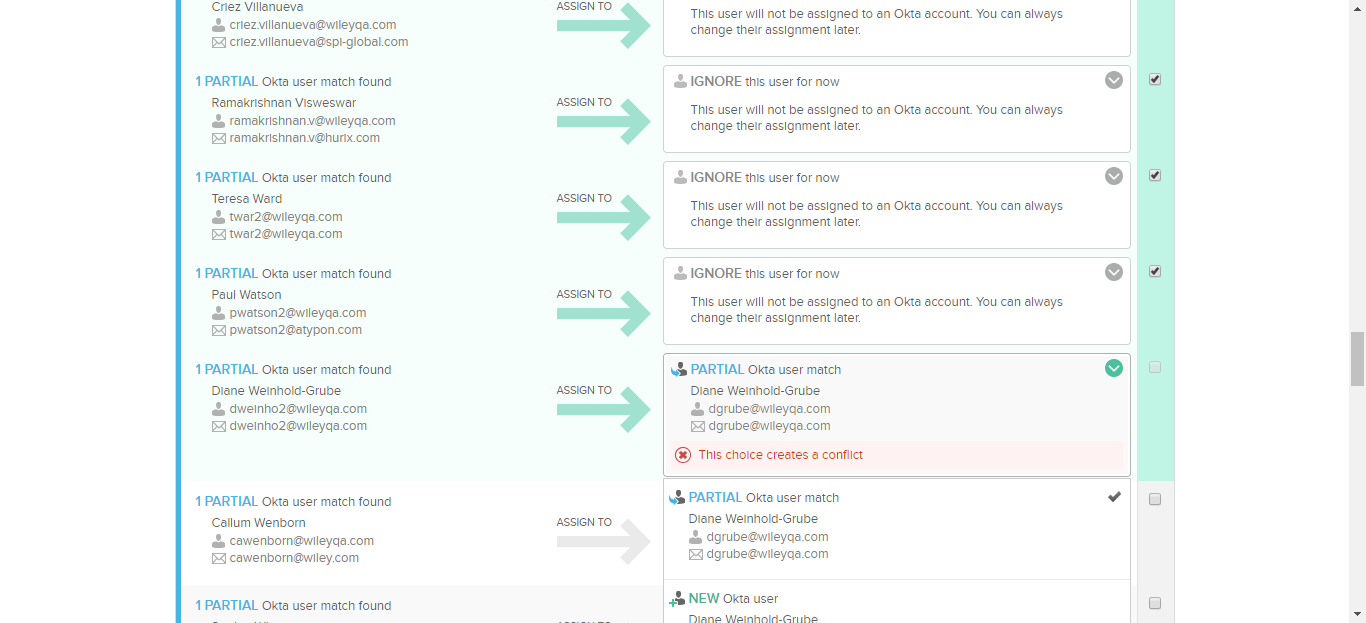 Criez Villanueva
criez.villanueva@wileyqa.com
criez.villanueva@spi-global.com
ASSIGN TO
This user will not be assigned to an Okta account. You can always
change their assignment later.
1 PARTIAL Okta user match found
Ramakrishnan Visweswar
ramakrishnan.v@wileyqa.com
ramakrishnan.v@hurix.com
ASSIGN TO
IGNORE this user for now
This user will not be assigned to an Okta account. You can always
change their assignment later.
1 PARTIAL Okta user match found
Teresa Ward
twar2@wileyqa.com
twar2@wileyqa.com
ASSIGN TO
IGNORE this user for now
This user will not be assigned to an Okta account. You can always
change their assignment later.
1 PARTIAL Okta user match found
Paul Watson
pwatson2@wileyqa.com
pwatson2@atypon.com
ASSIGN TO
IGNORE this user for now
This user will not be assigned to an Okta account. You can always
change their assignment later.
1 PARTIAL Okta user match found
Diane Weinhold-Grube
dweinho2@wileyqa.com
dweinho2@wileyqa.com
ASSIGN TO
PARTIAL Okta user match
Diane Weinhold-Grube
dgrube@wileyqa.com
dgrube@wileyqa.com
This choice creates a conflict
1 PARTIAL Okta user match found
Callum Wenborn
cawenborn@wileyqa.com
cawenborn@wiley.com
ASSIGN TO
PARTIAL Okta user match
Diane Weinhold-Grube
dgrube@wileyqa.com
dgrube@wileyqa.com
1 PARTIAL Okta user match found
NEW Okta user
Diane Weinhold-Grube